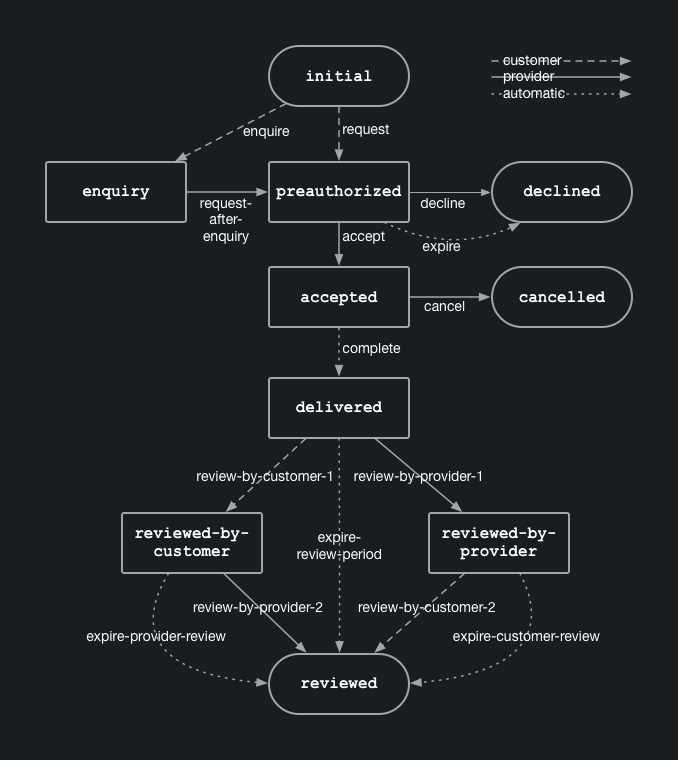 customer
provider
automatic
initial
enquire
request
enquiry
request-
after-
enquiry
preauthorized
decline
declined
expire
accept
accepted
cancel
cancelled
complete
delivered
review-by-customer-1
review-by-provider-1
reviewed-by-
customer
expire-
review-period
reviewed-by-
provider
review-by-provider-2
review-by-customer-2
expire-provider-review
expire-customer-review
reviewed